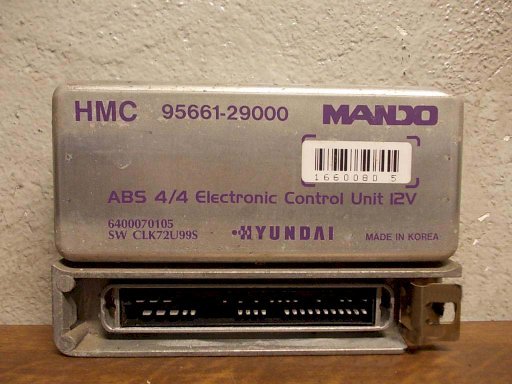 HMC 95661-29000 MANDO
1660080 5
ABS 4/4 Electronic Control Unit 12V
6400070105
SW CLK72U99S
HYUNDAI MADE IN KOREA